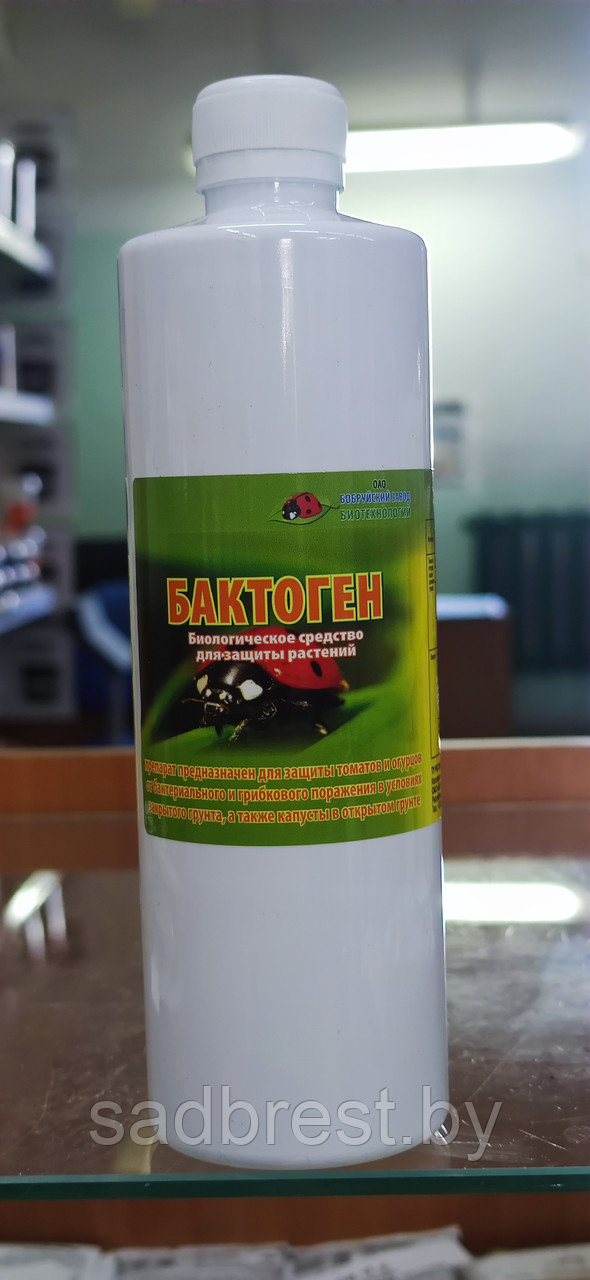 ОАО
БОБРУЙСКИЙ ЗАВОД
БИОТЕХНОЛОГИЙ
БАКТОГЕН
Биологическое средство
для защиты растений
препарат предназначен для защиты томатов и огурцов
от бактериального и грибкового поражения в условиях
закрытого грунта, а также капусты в открытом грунте
sadbrest.by